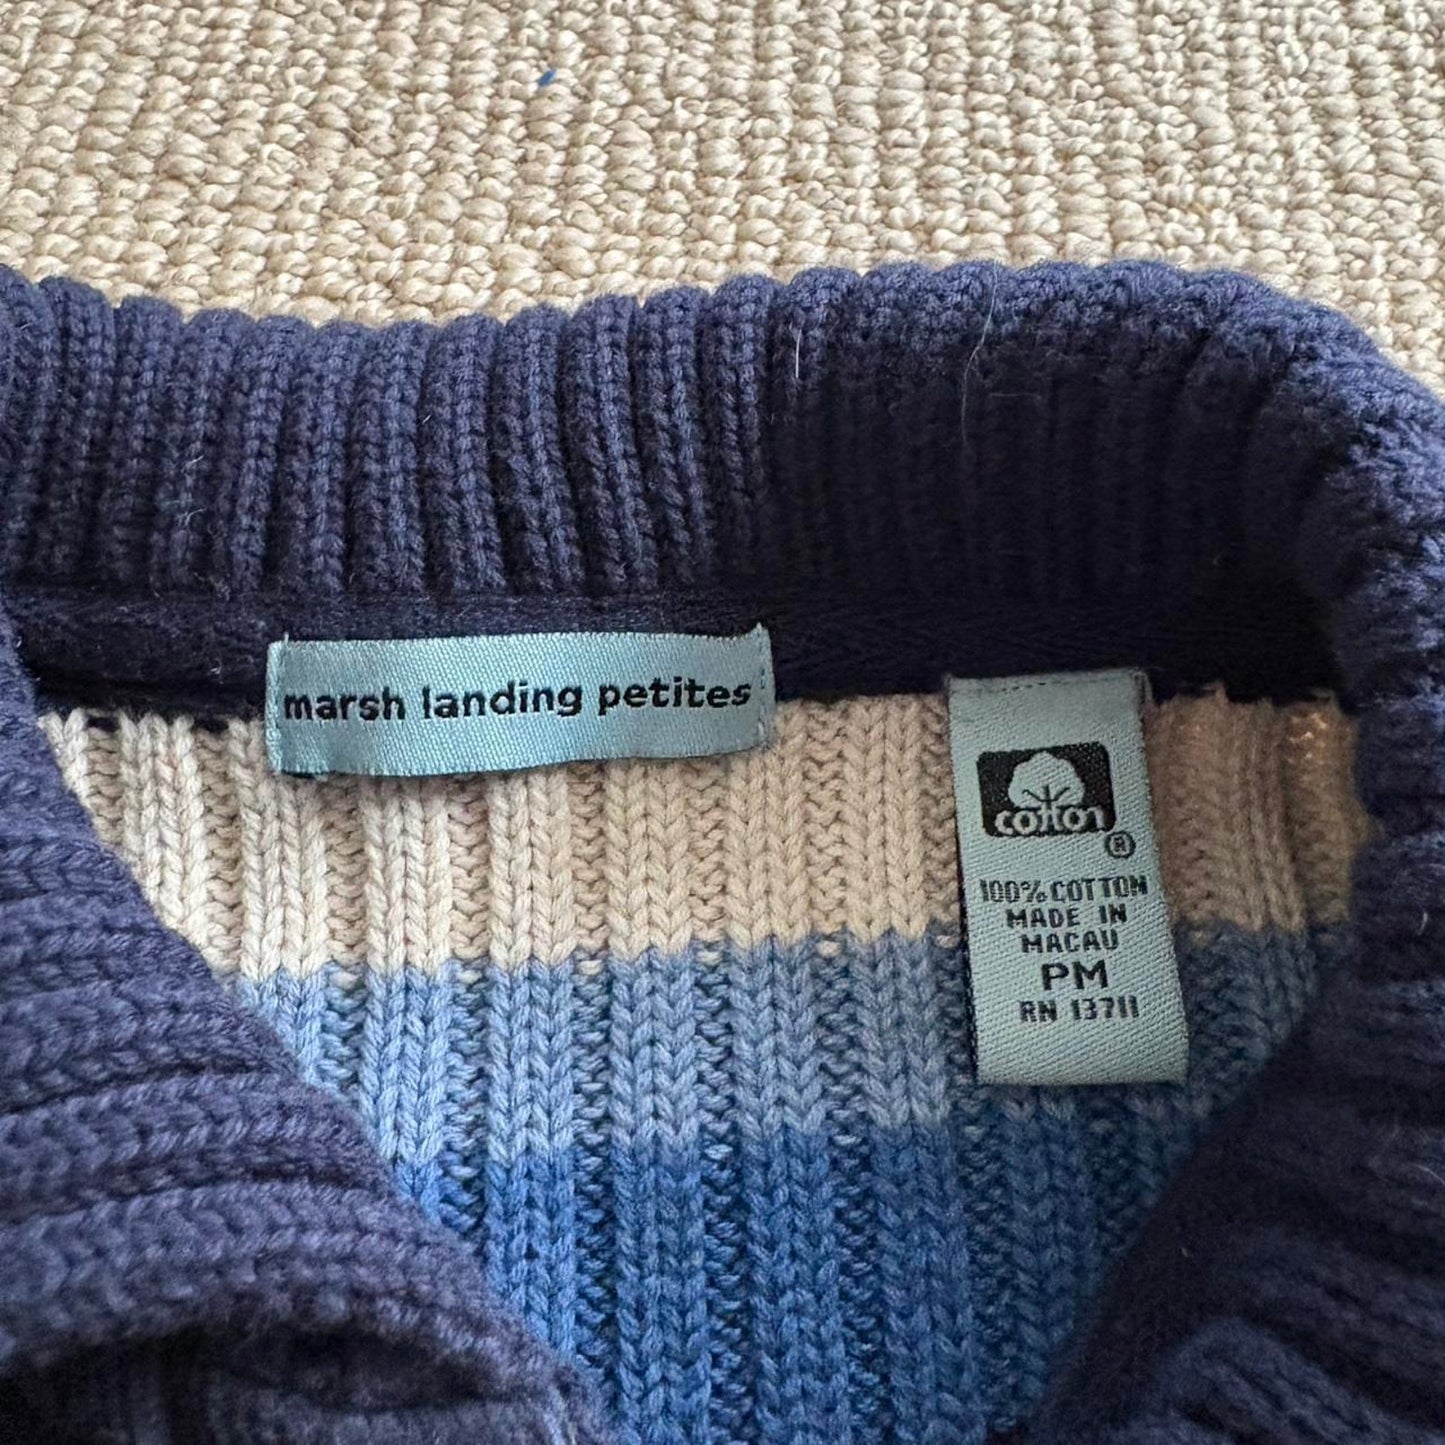 marsh landing petites
cotton
®
100% COTTON
MADE IN
MACAU
PM
RN 13711